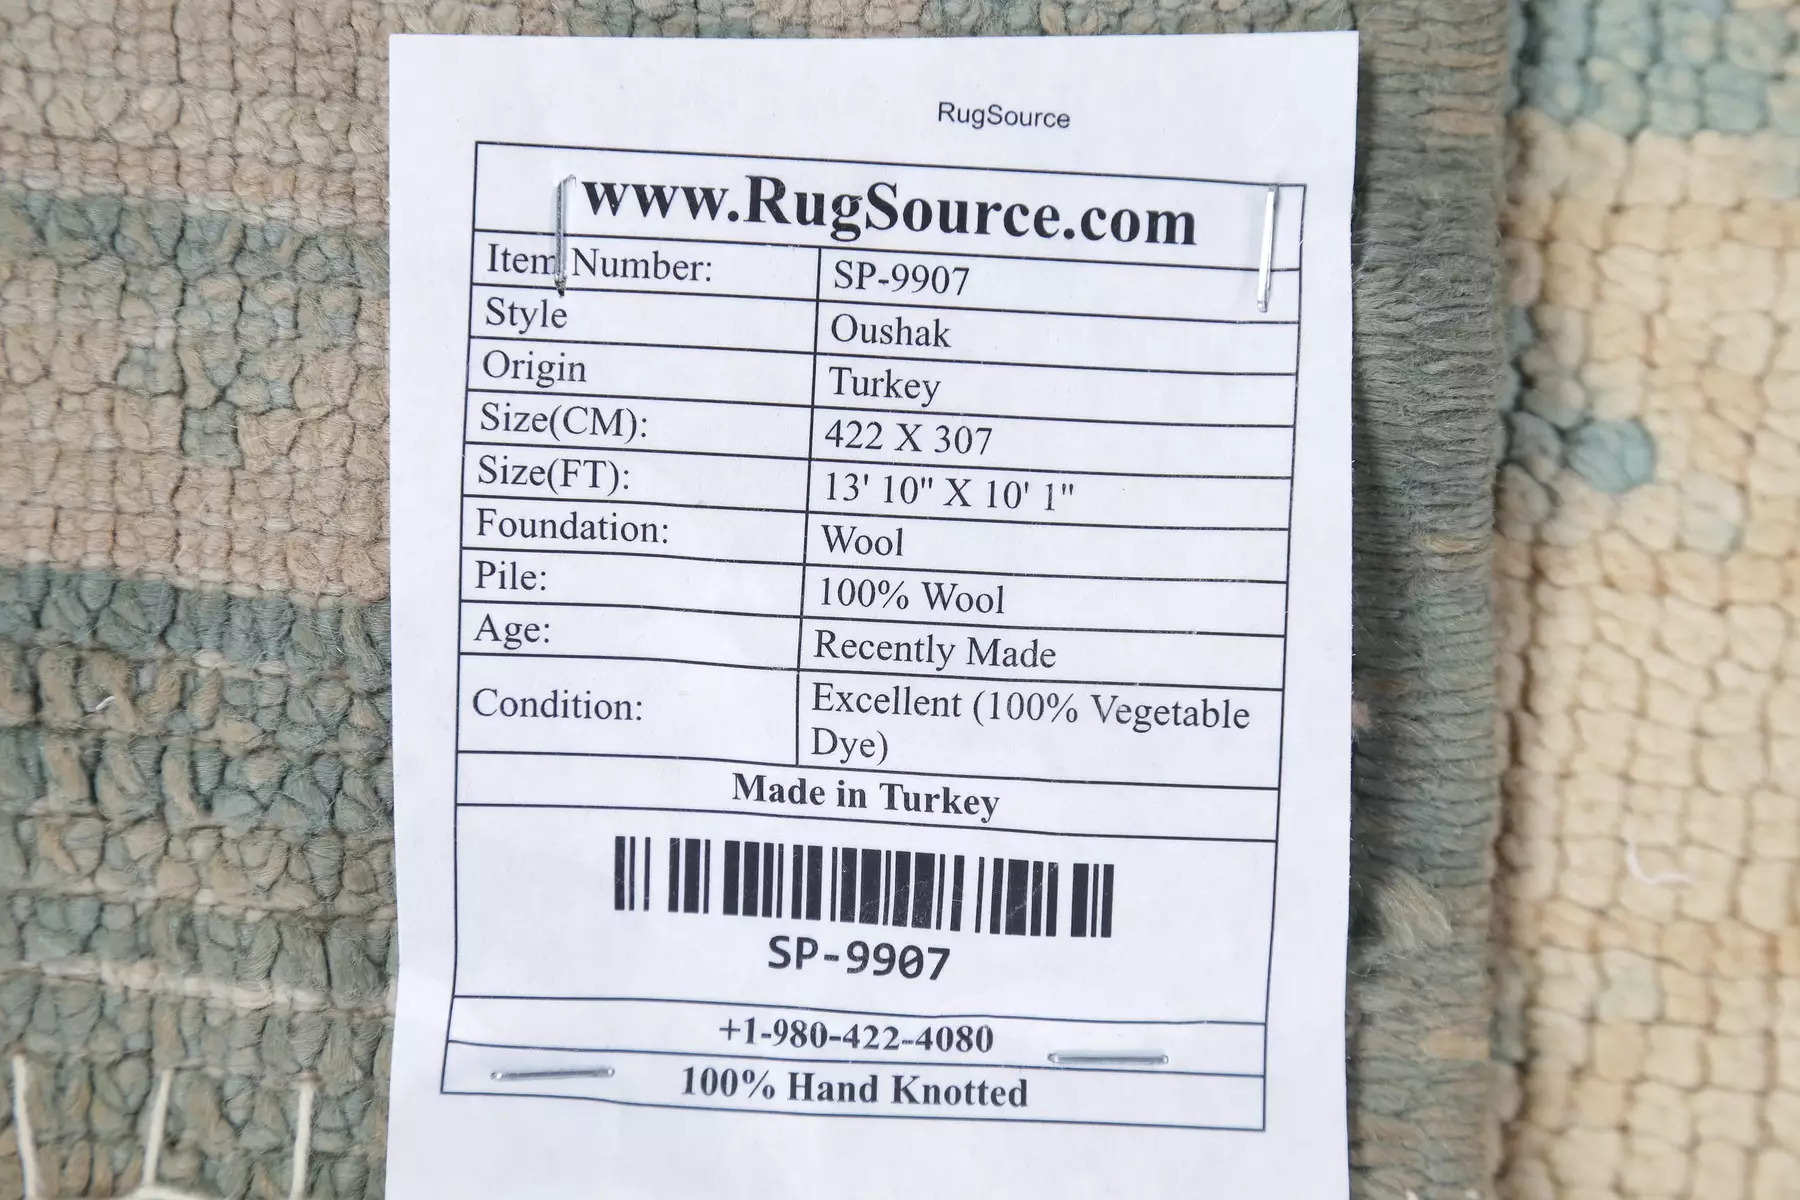 RugSource
www.RugSource.com
Item Number: SP-9907
Style Oushak
Origin Turkey
Size(CM): 422 X 307
Size(FT): 13' 10" X 10' 1"
Foundation: Wool
Pile: 100% Wool
Age: Recently Made
Condition: Excellent (100% Vegetable
Dye)
Made in Turkey
SP-9907
+1-980-422-4080
100% Hand Knotted